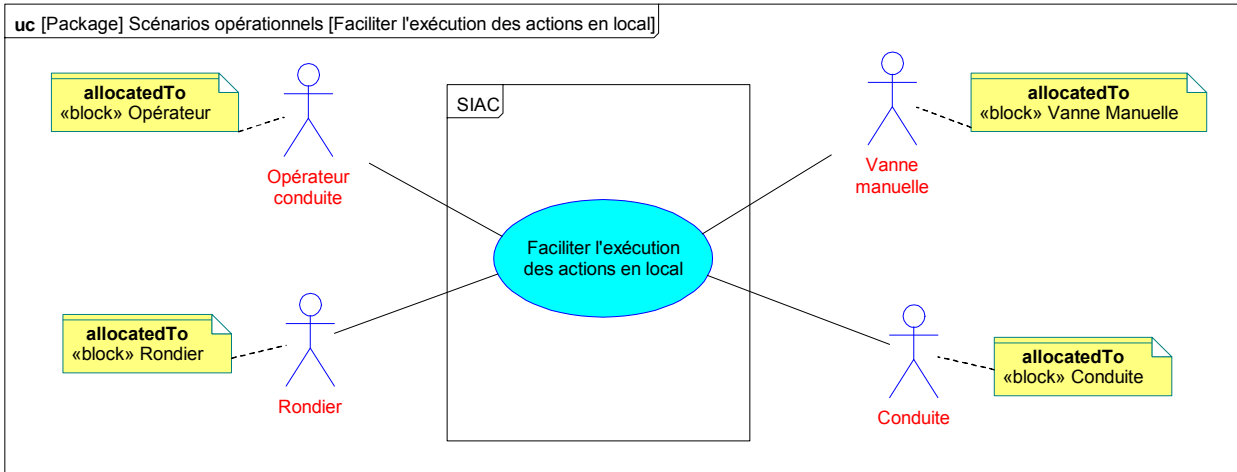 uc [Package] Scénarios opérationnels [Faciliter l'exécution des actions en local]
allocatedTo
«block» Opérateur
Opérateur
conduite
SIAC
Vanne
manuelle
allocatedTo
«block» Vanne Manuelle
Faciliter l'exécution
des actions en local
allocatedTo
«block» Rondier
Rondier
Conduite
allocatedTo
«block» Conduite